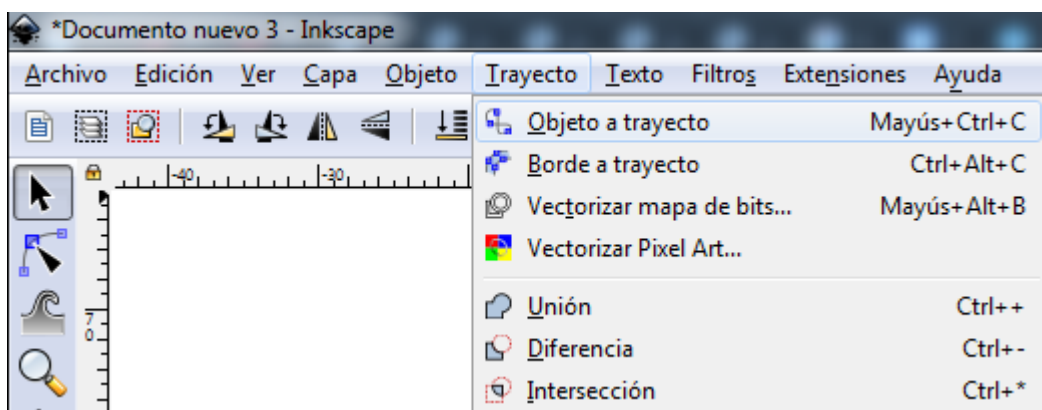 *Documento nuevo 3 - Inkscape
Archivo Edición Ver Capa Objeto Trayecto Texto Filtros Extensiones Ayuda
Objeto a trayecto Mayús+Ctrl+C
Borde a trayecto Ctrl+Alt+C
-40 -30
Vectorizar mapa de bits... Mayús+Alt+B
Vectorizar Pixel Art...
Unión Ctrl++
70
Diferencia Ctrl+-
Intersección Ctrl+*